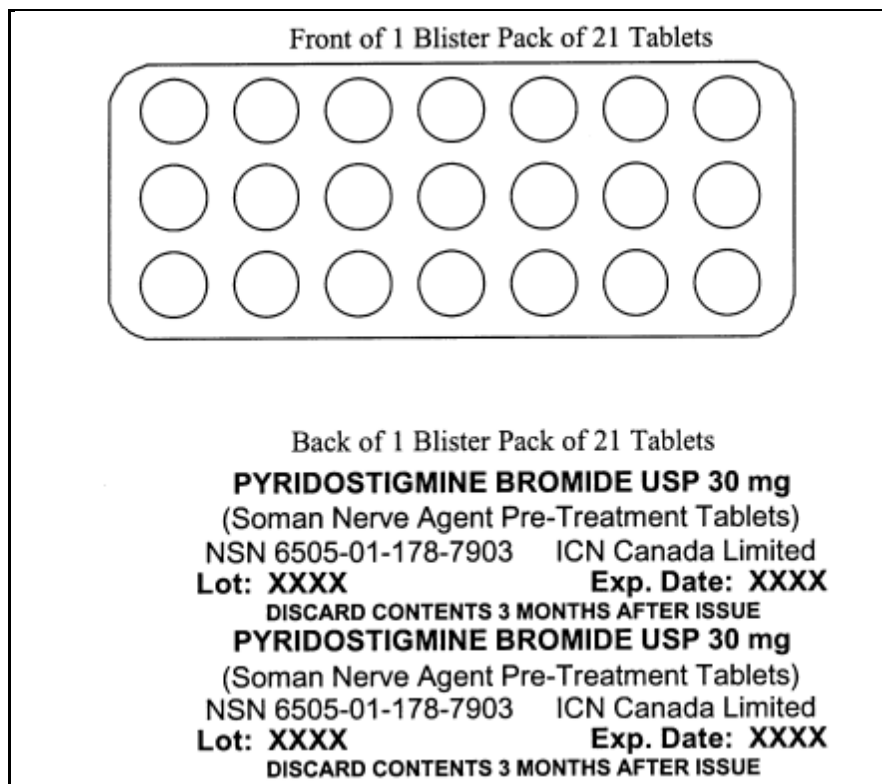 Front of 1 Blister Pack of 21 Tablets
Back of 1 Blister Pack of 21 Tablets
PYRIDOSTIGMINE BROMIDE USP 30 mg
(Soman Nerve Agent Pre-Treatment Tablets)
NSN 6505-01-178-7903 ICN Canada Limited
Lot: XXXX Exp. Date: XXXX
DISCARD CONTENTS 3 MONTHS AFTER ISSUE
PYRIDOSTIGMINE BROMIDE USP 30 mg
(Soman Nerve Agent Pre-Treatment Tablets)
NSN 6505-01-178-7903 ICN Canada Limited
Lot: XXXX Exp. Date: XXXX
DISCARD CONTENTS 3 MONTHS AFTER ISSUE